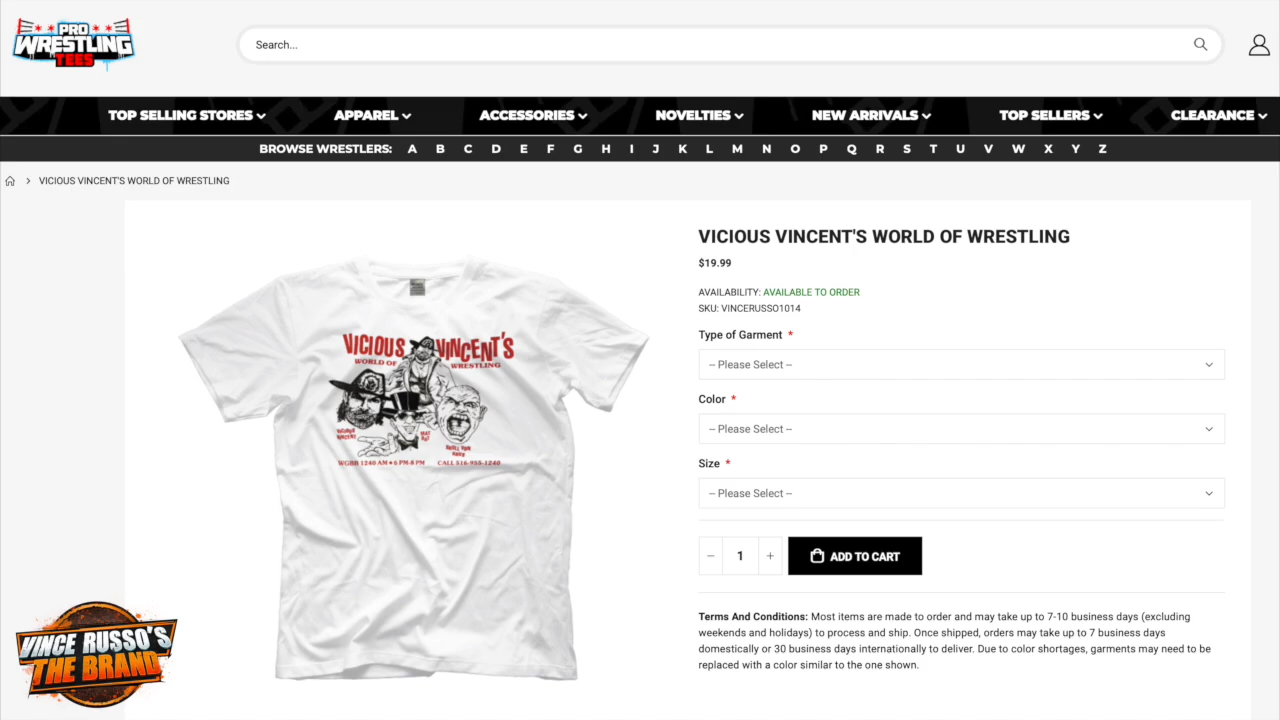 PRO
WRESTLING
TEES
Search...
TOP SELLING STORES
APPAREL
ACCESSORIES
NOVELTIES
NEW ARRIVALS
TOP SELLERS
CLEARANCE
BROWSE WRESTLERS: A B C D E F G H I J K L M N O P Q R S T U V W X Y Z
VICIOUS VINCENT'S WORLD OF WRESTLING
VICIOUS VINCENT'S
WORLD OF WRESTLING
VICIOUS
VINCENT
WGBB 1240 AM • 6 PM-8 PM CALL 516-955-1240
VICIOUS VINCENT'S WORLD OF WRESTLING
$19.99
AVAILABILITY: AVAILABLE TO ORDER
SKU: VINCERUSSO1014
Type of Garment *
-- Please Select --
Color *
-- Please Select --
Size *
-- Please Select --
− 1 +
ADD TO CART
Terms And Conditions: Most items are made to order and may take up to 7-10 business days (excluding
weekends and holidays) to process and ship. Once shipped, orders may take up to 7 business days
domestically or 30 business days internationally to deliver. Due to color shortages, garments may need to be
replaced with a color similar to the one shown.
VINCE RUSSO'S
THE BRAND